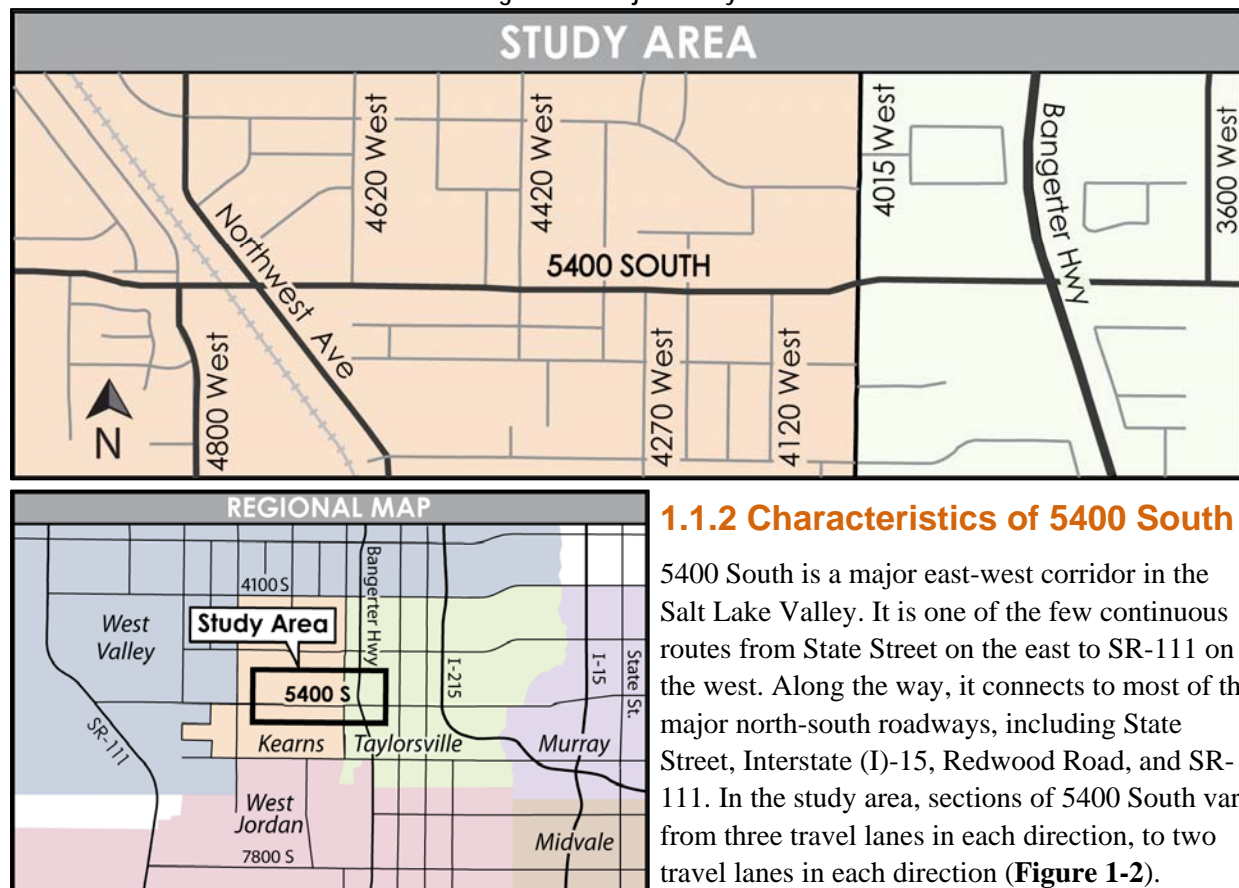 STUDY AREA
4620 West
4420 West
4015 West
Bangerter Hwy
3600 West
Northwest Ave
5400 SOUTH
4800 West
4270 West
4120 West
N
REGIONAL MAP
4100 S
Bangerter Hwy
West
Valley
Study Area
5400 S
I-215
I-15
State St.
SR-111
Kearns
Taylorsville
Murray
West
Jordan
7800 S
Midvale
1.1.2 Characteristics of 5400 South
5400 South is a major east-west corridor in the
Salt Lake Valley. It is one of the few continuous
routes from State Street on the east to SR-111 on
the west. Along the way, it connects to most of th
major north-south roadways, including State
Street, Interstate (I)-15, Redwood Road, and SR-
111. In the study area, sections of 5400 South var
from three travel lanes in each direction, to two
travel lanes in each direction (Figure 1-2).